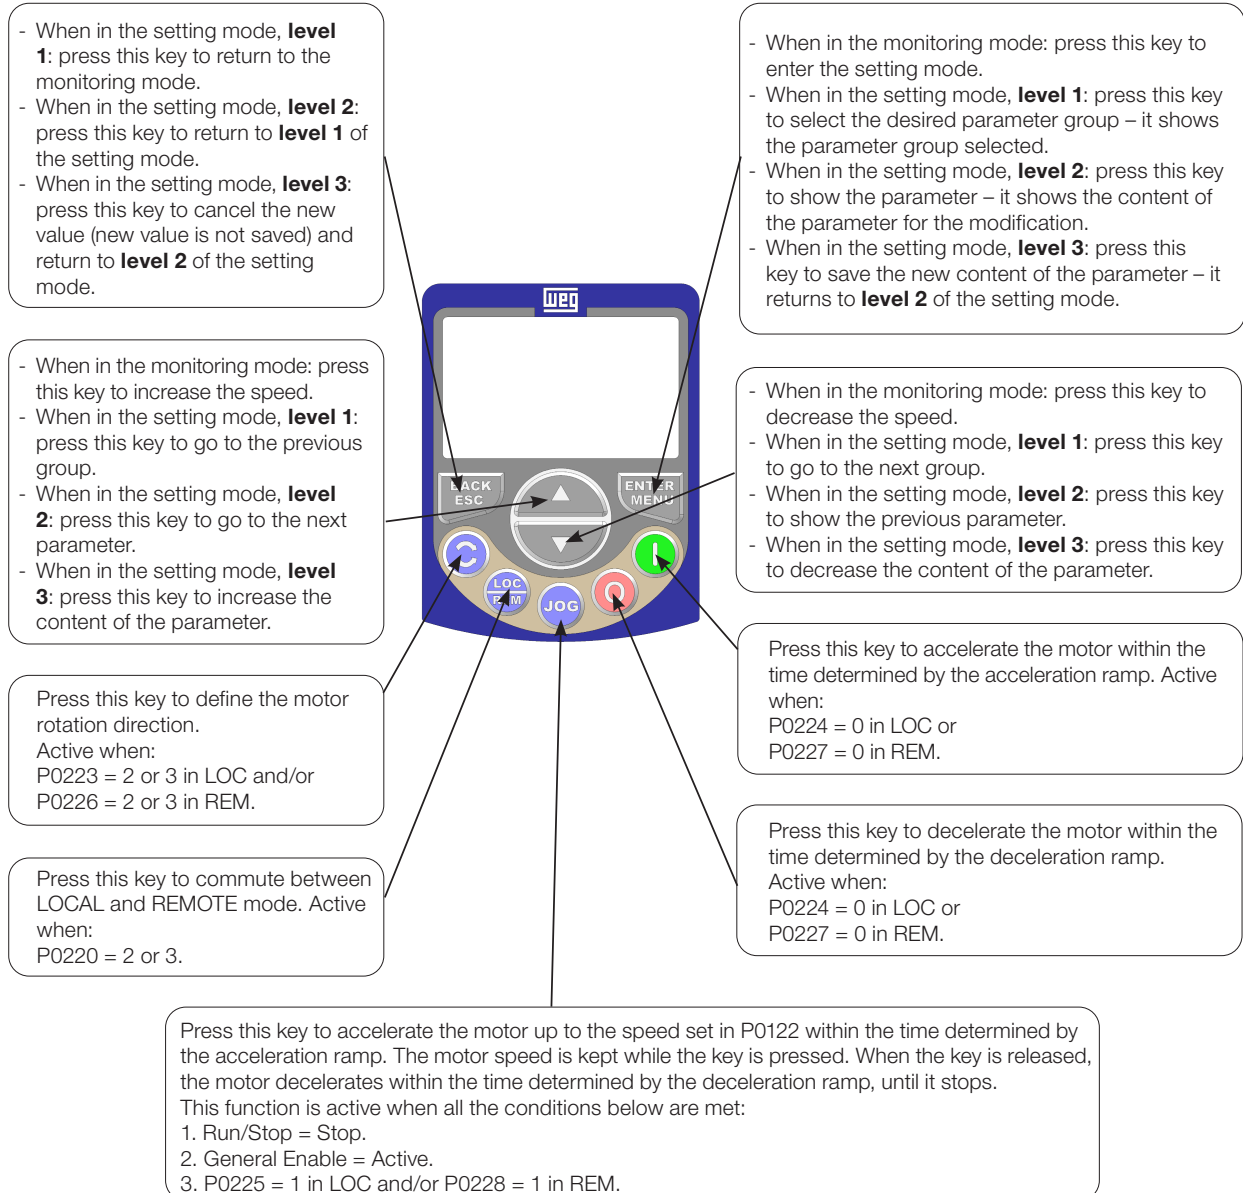 - When in the setting mode, level
1: press this key to return to the
monitoring mode.
- When in the setting mode, level 2:
press this key to return to level 1 of
the setting mode.
- When in the setting mode, level 3:
press this key to cancel the new
value (new value is not saved) and
return to level 2 of the setting
mode.
- When in the monitoring mode: press this key to
enter the setting mode.
- When in the setting mode, level 1: press this key
to select the desired parameter group – it shows
the parameter group selected.
- When in the setting mode, level 2: press this key
to show the parameter – it shows the content of
the parameter for the modification.
- When in the setting mode, level 3: press this
key to save the new content of the parameter – it
returns to level 2 of the setting mode.
weg
- When in the monitoring mode: press
this key to increase the speed.
- When in the setting mode, level 1:
press this key to go to the previous
group.
- When in the setting mode, level
2: press this key to go to the next
parameter.
- When in the setting mode, level
3: press this key to increase the
content of the parameter.
- When in the monitoring mode: press this key to
decrease the speed.
- When in the setting mode, level 1: press this key
to go to the next group.
- When in the setting mode, level 2: press this key
to show the previous parameter.
- When in the setting mode, level 3: press this key
to decrease the content of the parameter.
BACK
ESC
ENTER
MENU
LOC
REM
JOG
Press this key to define the motor
rotation direction.
Active when:
P0223 = 2 or 3 in LOC and/or
P0226 = 2 or 3 in REM.
Press this key to accelerate the motor within the
time determined by the acceleration ramp. Active
when:
P0224 = 0 in LOC or
P0227 = 0 in REM.
Press this key to commute between
LOCAL and REMOTE mode. Active
when:
P0220 = 2 or 3.
Press this key to decelerate the motor within the
time determined by the deceleration ramp.
Active when:
P0224 = 0 in LOC or
P0227 = 0 in REM.
Press this key to accelerate the motor up to the speed set in P0122 within the time determined by
the acceleration ramp. The motor speed is kept while the key is pressed. When the key is released,
the motor decelerates within the time determined by the deceleration ramp, until it stops.
This function is active when all the conditions below are met:
1. Run/Stop = Stop.
2. General Enable = Active.
3. P0225 = 1 in LOC and/or P0228 = 1 in REM.